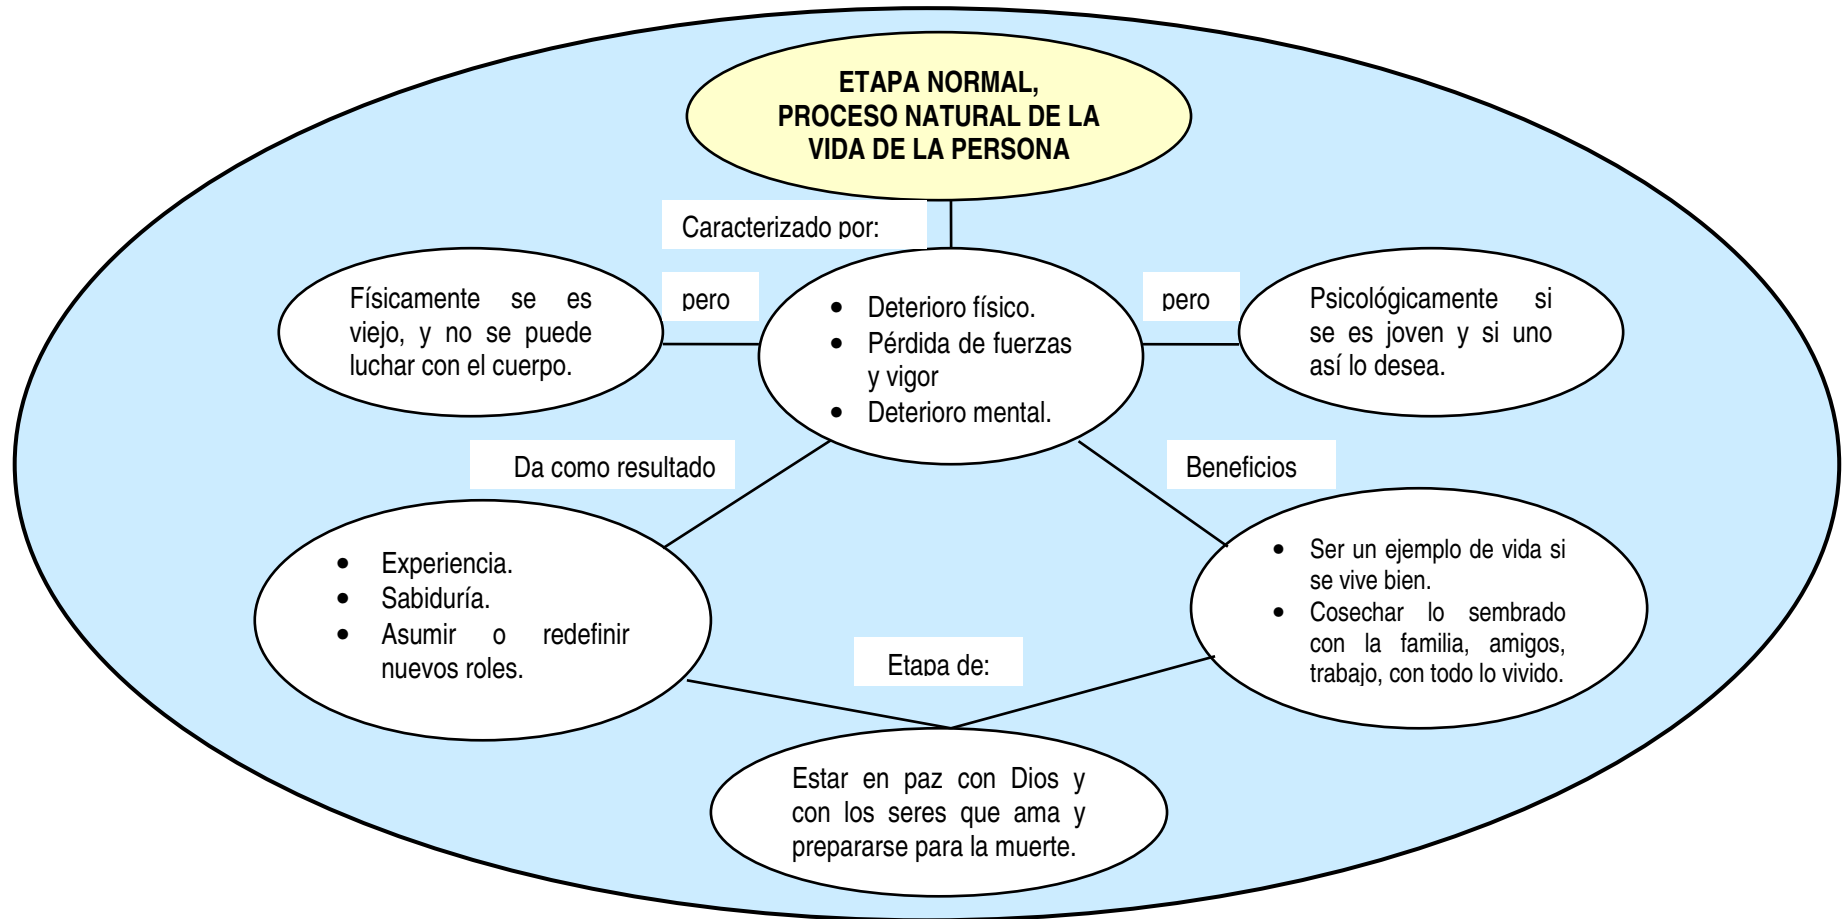 ETAPA NORMAL,
PROCESO NATURAL DE LA
VIDA DE LA PERSONA
Caracterizado por:
Físicamente se es
viejo, y no se puede
luchar con el cuerpo.
pero
• Deterioro físico.
• Pérdida de fuerzas
y vigor
• Deterioro mental.
pero
Psicológicamente si
se es joven y si uno
así lo desea.
Da como resultado
Beneficios
• Experiencia.
• Sabiduría.
• Asumir o redefinir
nuevos roles.
• Ser un ejemplo de vida si
se vive bien.
• Cosechar lo sembrado
con la familia, amigos,
trabajo, con todo lo vivido.
Etapa de:
Estar en paz con Dios y
con los seres que ama y
prepararse para la muerte.